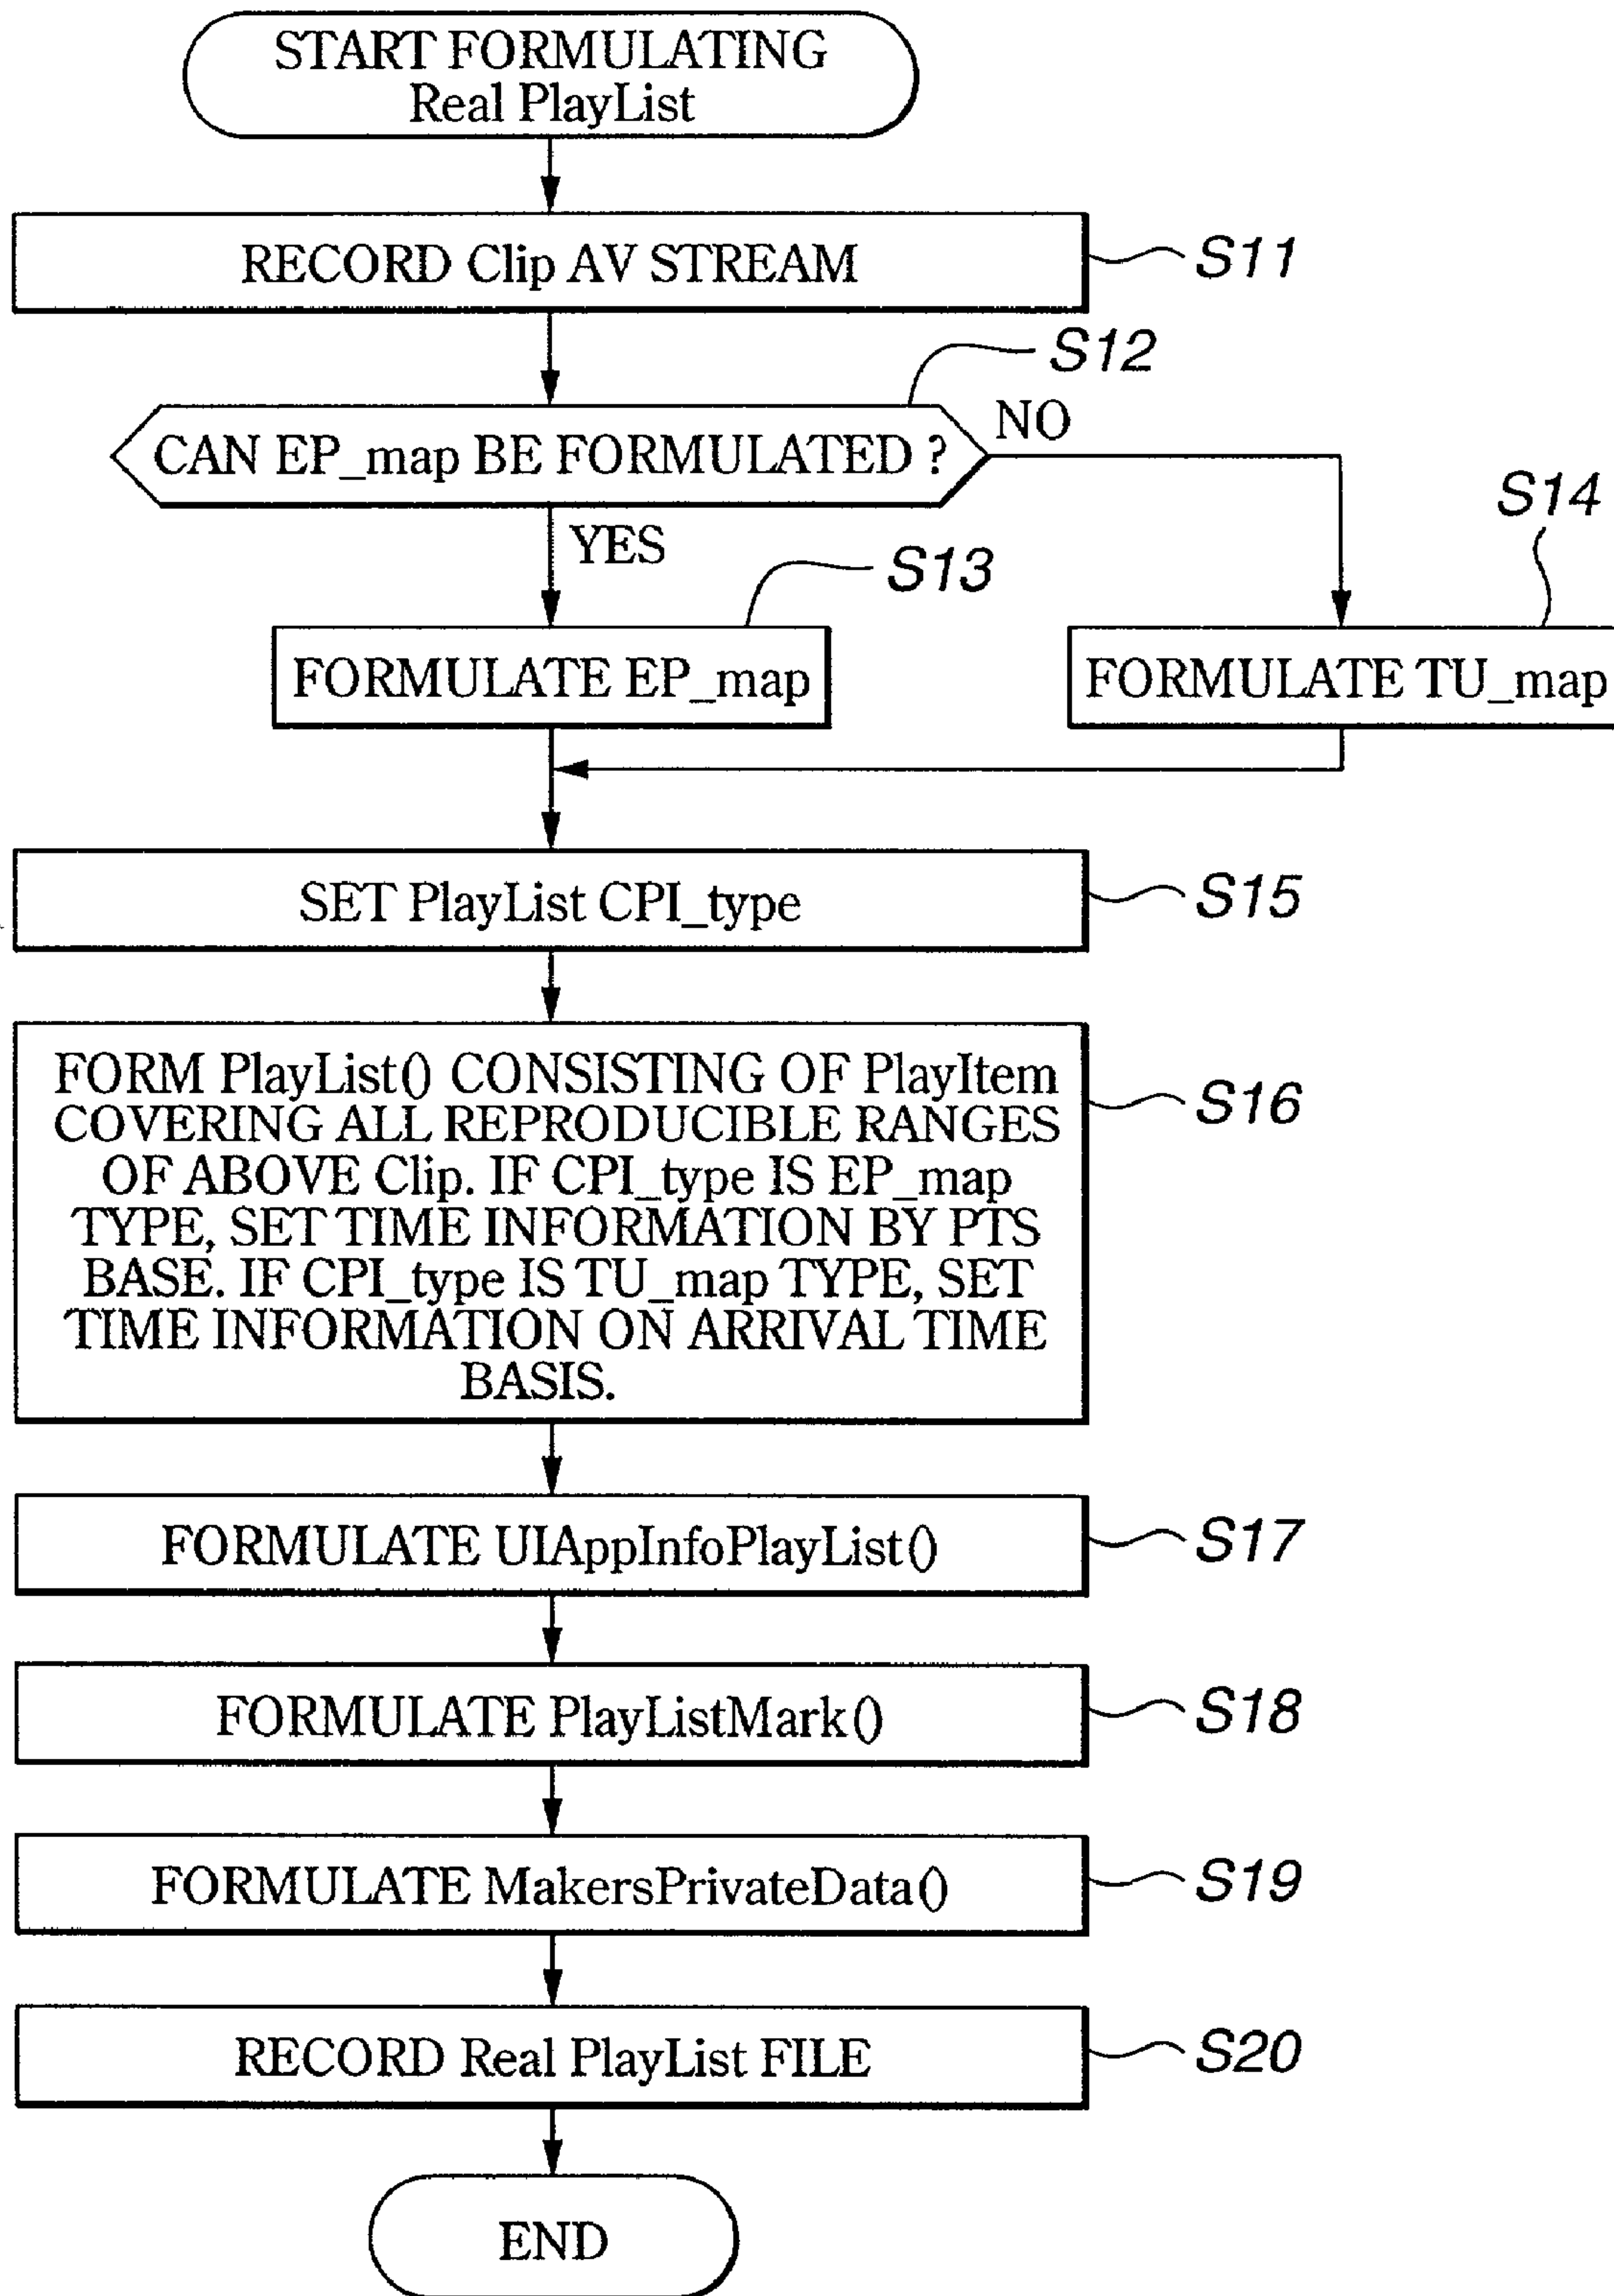 START FORMULATING
Real PlayList
RECORD Clip AV STREAM
S11
S12
CAN EP_map BE FORMULATED ?
NO
YES
S13
S14
FORMULATE EP_map
FORMULATE TU_map
SET PlayList CPI_type
S15
FORM PlayList() CONSISTING OF PlayItem
COVERING ALL REPRODUCIBLE RANGES
OF ABOVE Clip. IF CPI_type IS EP_map
TYPE, SET TIME INFORMATION BY PTS
BASE. IF CPI_type IS TU_map TYPE, SET
TIME INFORMATION ON ARRIVAL TIME
BASIS.
S16
FORMULATE UIAppInfoPlayList()
S17
FORMULATE PlayListMark()
S18
FORMULATE MakersPrivateData()
S19
RECORD Real PlayList FILE
S20
END